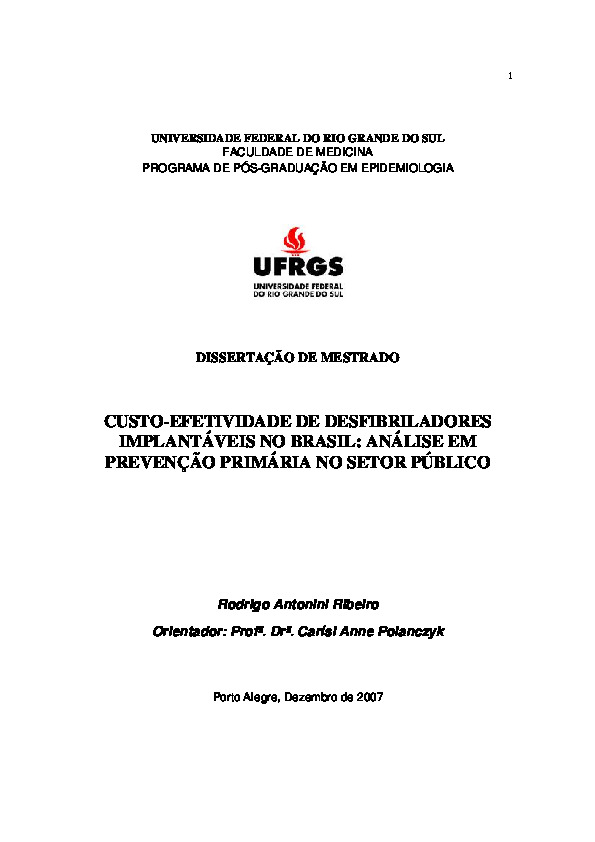 1
UNIVERSIDADE FEDERAL DO RIO GRANDE DO SUL
FACULDADE DE MEDICINA
PROGRAMA DE PÓS-GRADUAÇÃO EM EPIDEMIOLOGIA
UFRGS
UNIVERSIDADE FEDERAL
DO RIO GRANDE DO SUL
DISSERTAÇÃO DE MESTRADO
CUSTO-EFETIVIDADE DE DESFIBRILADORES
IMPLANTÁVEIS NO BRASIL: ANÁLISE EM
PREVENÇÃO PRIMÁRIA NO SETOR PÚBLICO
Rodrigo Antonini Ribeiro
Orientador: Profª. Drª. Carísi Anne Polanczyk
Porto Alegre, Dezembro de 2007